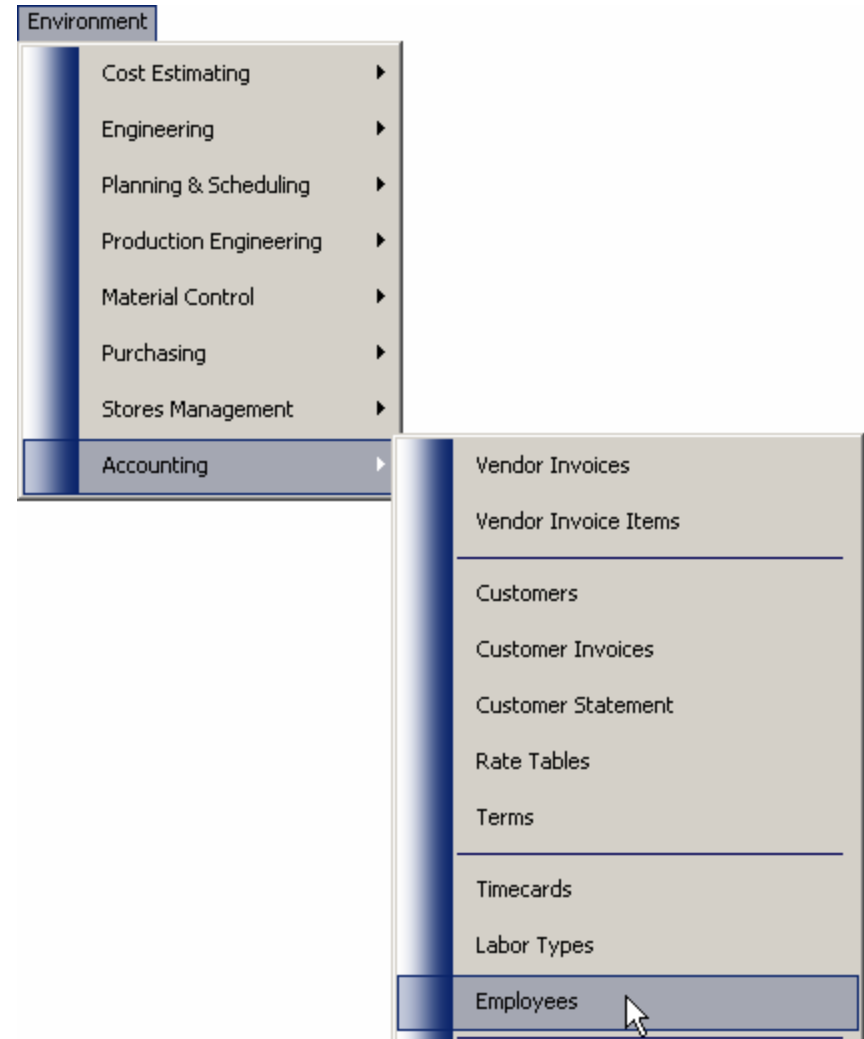 Environment
Cost Estimating
Engineering
Planning & Scheduling
Production Engineering
Material Control
Purchasing
Stores Management
Accounting
Vendor Invoices
Vendor Invoice Items
Customers
Customer Invoices
Customer Statement
Rate Tables
Terms
Timecards
Labor Types
Employees